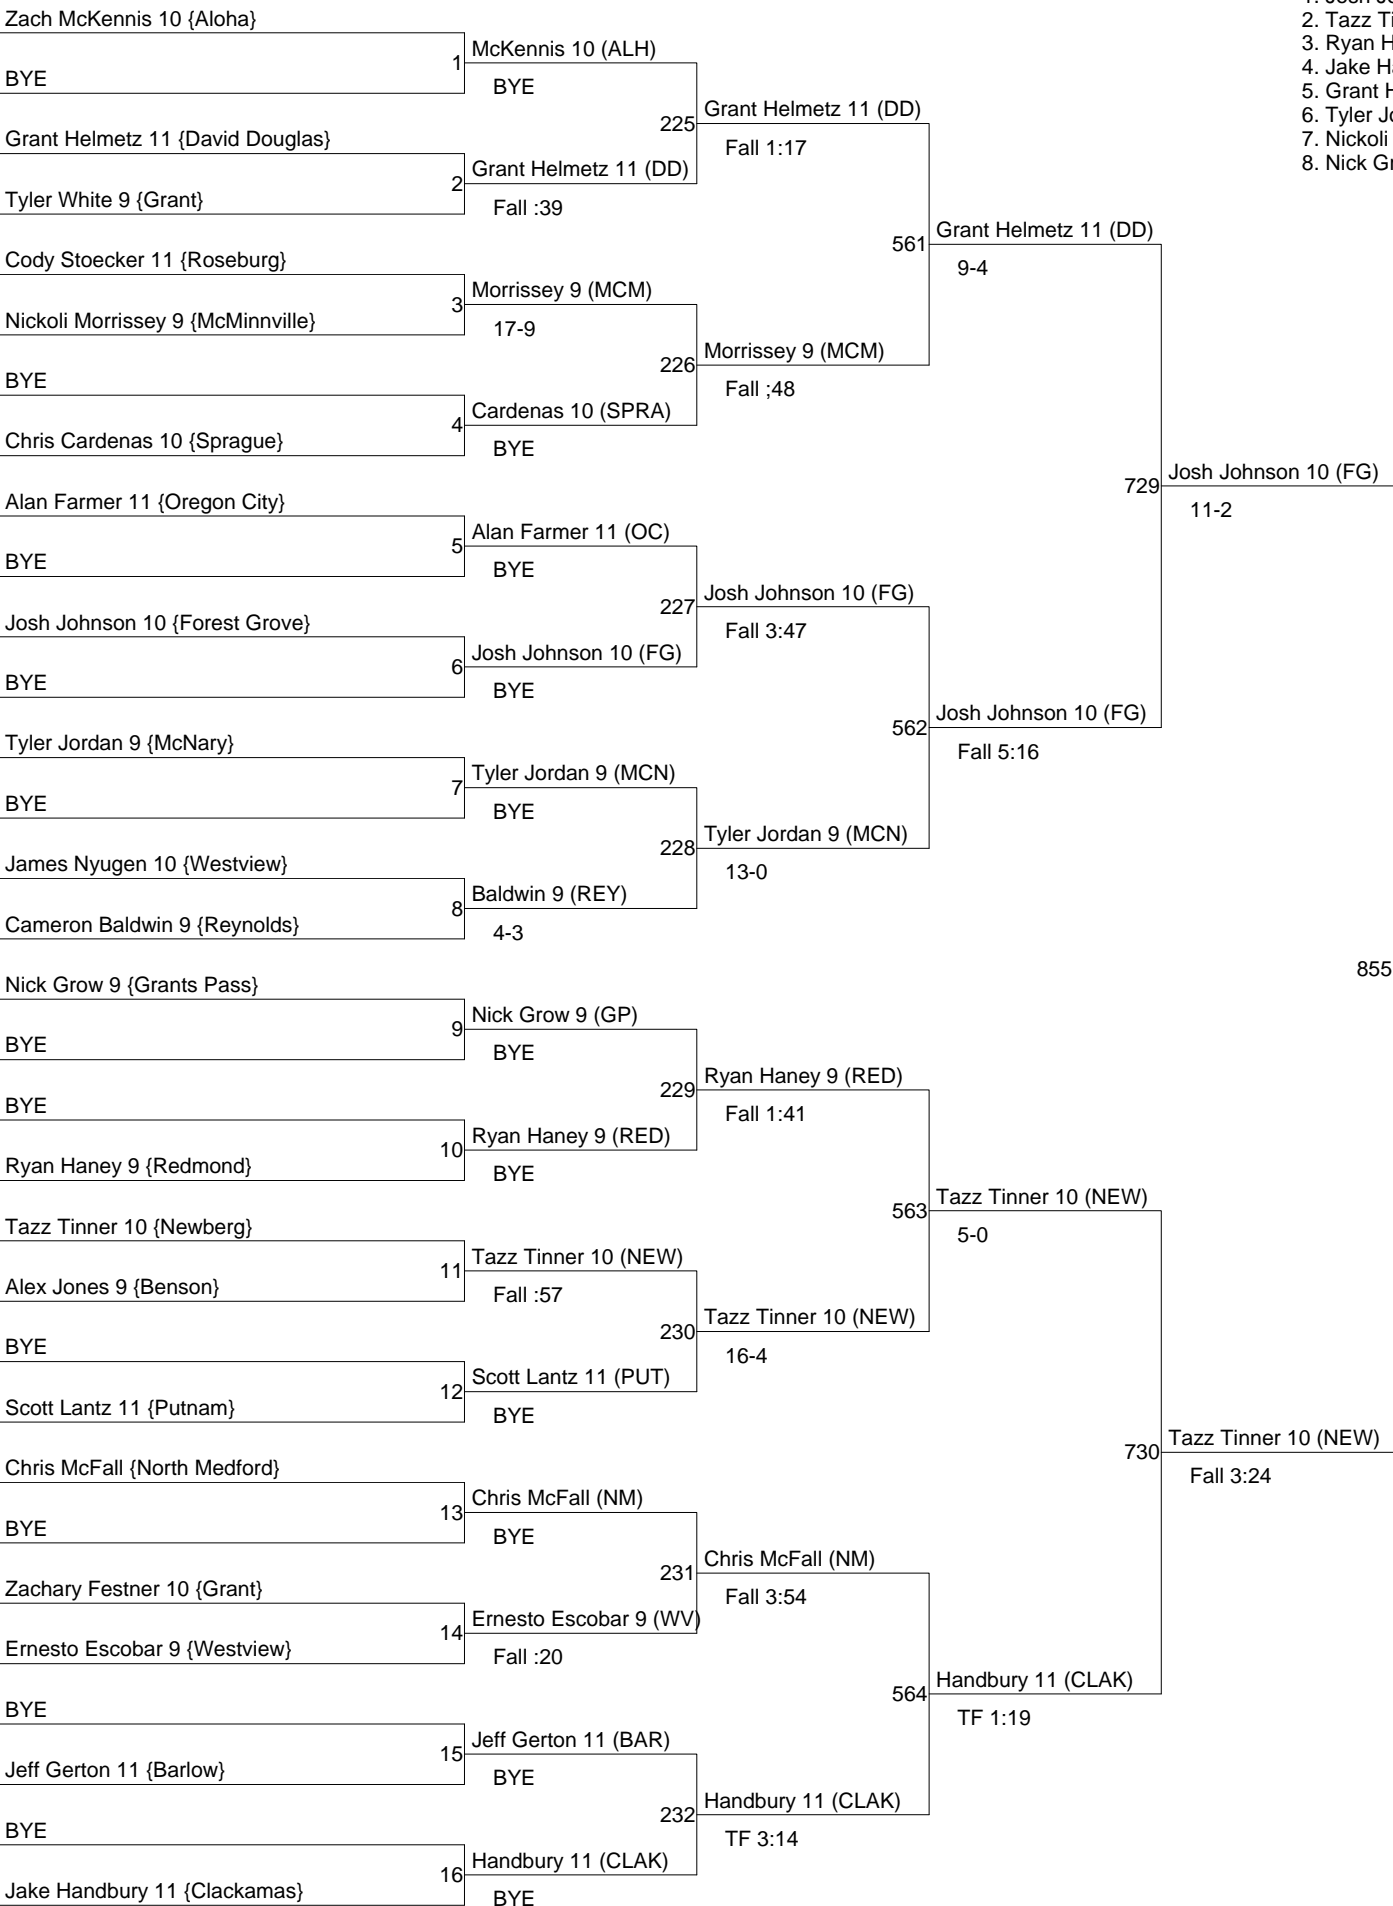 Zach McKennis 10 {Aloha}
BYE
Grant Helmetz 11 {David Douglas}
Tyler White 9 {Grant}
Cody Stoecker 11 {Roseburg}
Nickoli Morrissey 9 {McMinnville}
BYE
Chris Cardenas 10 {Sprague}
Alan Farmer 11 {Oregon City}
BYE
Josh Johnson 10 {Forest Grove}
BYE
Tyler Jordan 9 {McNary}
BYE
James Nyugen 10 {Westview}
Cameron Baldwin 9 {Reynolds}
Nick Grow 9 {Grants Pass}
BYE
BYE
Ryan Haney 9 {Redmond}
Tazz Tinner 10 {Newberg}
Alex Jones 9 {Benson}
BYE
Scott Lantz 11 {Putnam}
Chris McFall {North Medford}
BYE
Zachary Festner 10 {Grant}
Ernesto Escobar 9 {Westview}
BYE
Jeff Gerton 11 {Barlow}
BYE
Jake Handbury 11 {Clackamas}
1 McKennis 10 (ALH)
BYE
2 Grant Helmetz 11 (DD)
Fall :39
3 Morrissey 9 (MCM)
17-9
4 Cardenas 10 (SPRA)
BYE
5 Alan Farmer 11 (OC)
BYE
6 Josh Johnson 10 (FG)
BYE
7 Tyler Jordan 9 (MCN)
BYE
8 Baldwin 9 (REY)
4-3
9 Nick Grow 9 (GP)
BYE
10 Ryan Haney 9 (RED)
BYE
11 Tazz Tinner 10 (NEW)
Fall :57
12 Scott Lantz 11 (PUT)
BYE
13 Chris McFall (NM)
BYE
14 Ernesto Escobar 9 (WV)
Fall :20
15 Jeff Gerton 11 (BAR)
BYE
16 Handbury 11 (CLAK)
BYE
225 Grant Helmetz 11 (DD)
Fall 1:17
226 Morrissey 9 (MCM)
Fall ;48
227 Josh Johnson 10 (FG)
Fall 3:47
228 Tyler Jordan 9 (MCN)
13-0
229 Ryan Haney 9 (RED)
Fall 1:41
230 Tazz Tinner 10 (NEW)
16-4
231 Chris McFall (NM)
Fall 3:54
232 Handbury 11 (CLAK)
TF 3:14
561 Grant Helmetz 11 (DD)
9-4
562 Josh Johnson 10 (FG)
Fall 5:16
563 Tazz Tinner 10 (NEW)
5-0
564 Handbury 11 (CLAK)
TF 1:19
729 Josh Johnson 10 (FG)
11-2
730 Tazz Tinner 10 (NEW)
Fall 3:24
855
2. Tazz
3. Ryan
4. Jake
5. Grant
6. Tyler
7. Nickoli
8. Nick